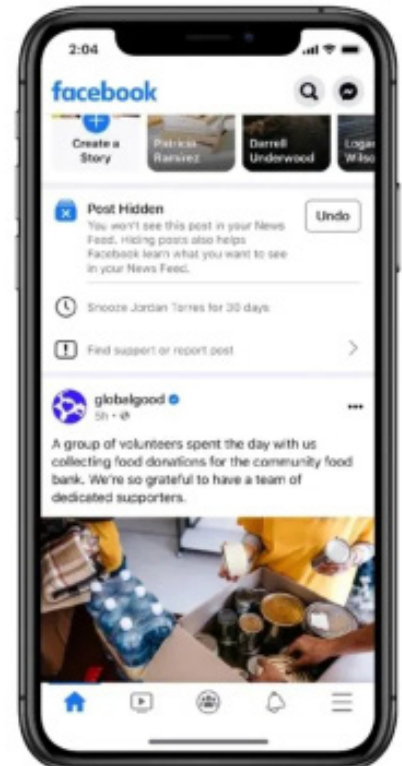 2:04
facebook
Create a
Story
Patricia
Ramirez
Darrell
Underwood
Logan
Wilso
Post Hidden
You won't see this post in your News
Feed. Hiding posts also helps
Facebook learn what you want to see
in your News Feed.
Undo
Snooze Jordan Torres for 30 days
Find support or report post
globalgood
5h
A group of volunteers spent the day with us
collecting food donations for the community food
bank. We're so grateful to have a team of
dedicated supporters.